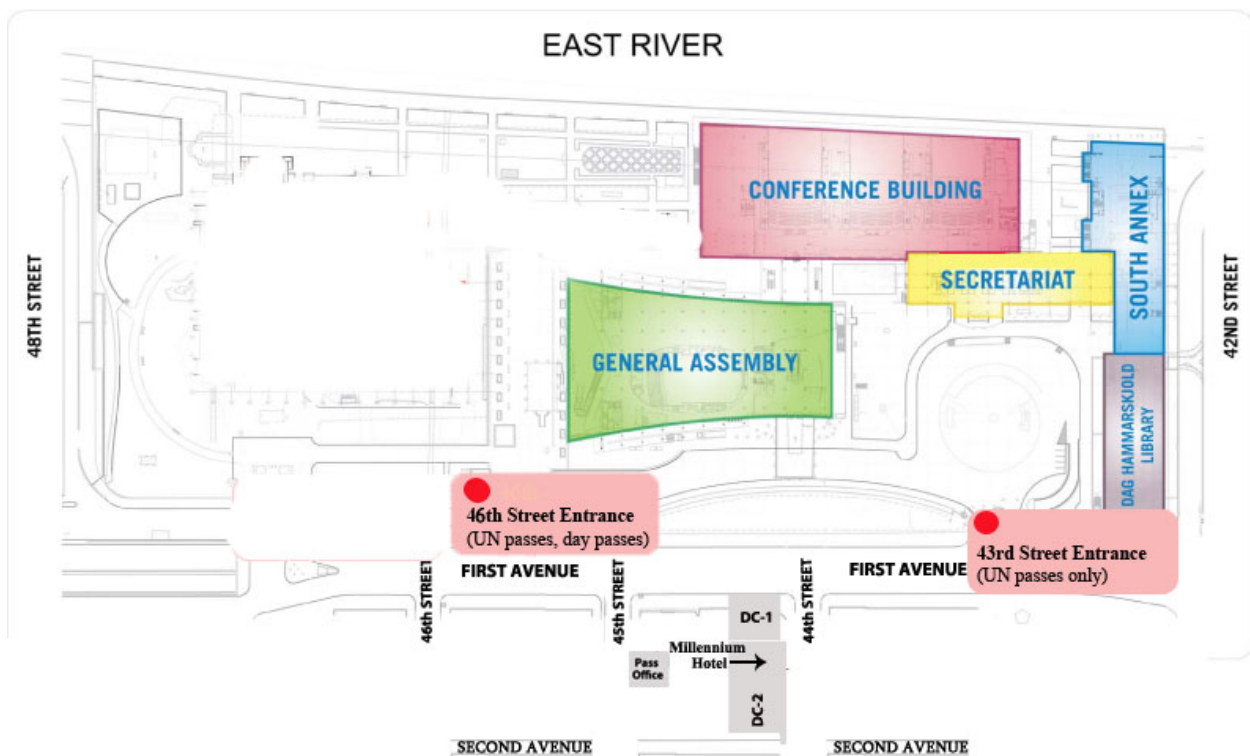 EAST RIVER
CONFERENCE BUILDING
SOUTH ANNEX
SECRETARIAT
48TH STREET
42ND STREET
GENERAL ASSEMBLY
DAG HAMMARSKJOLD
LIBRARY
46th Street Entrance
(UN passes, day passes)
43rd Street Entrance
(UN passes only)
FIRST AVENUE
FIRST AVENUE
46th STREET
45th STREET
44th STREET
DC-1
Millennium
Hotel
Pass
Office
DC-2
SECOND AVENUE
SECOND AVENUE